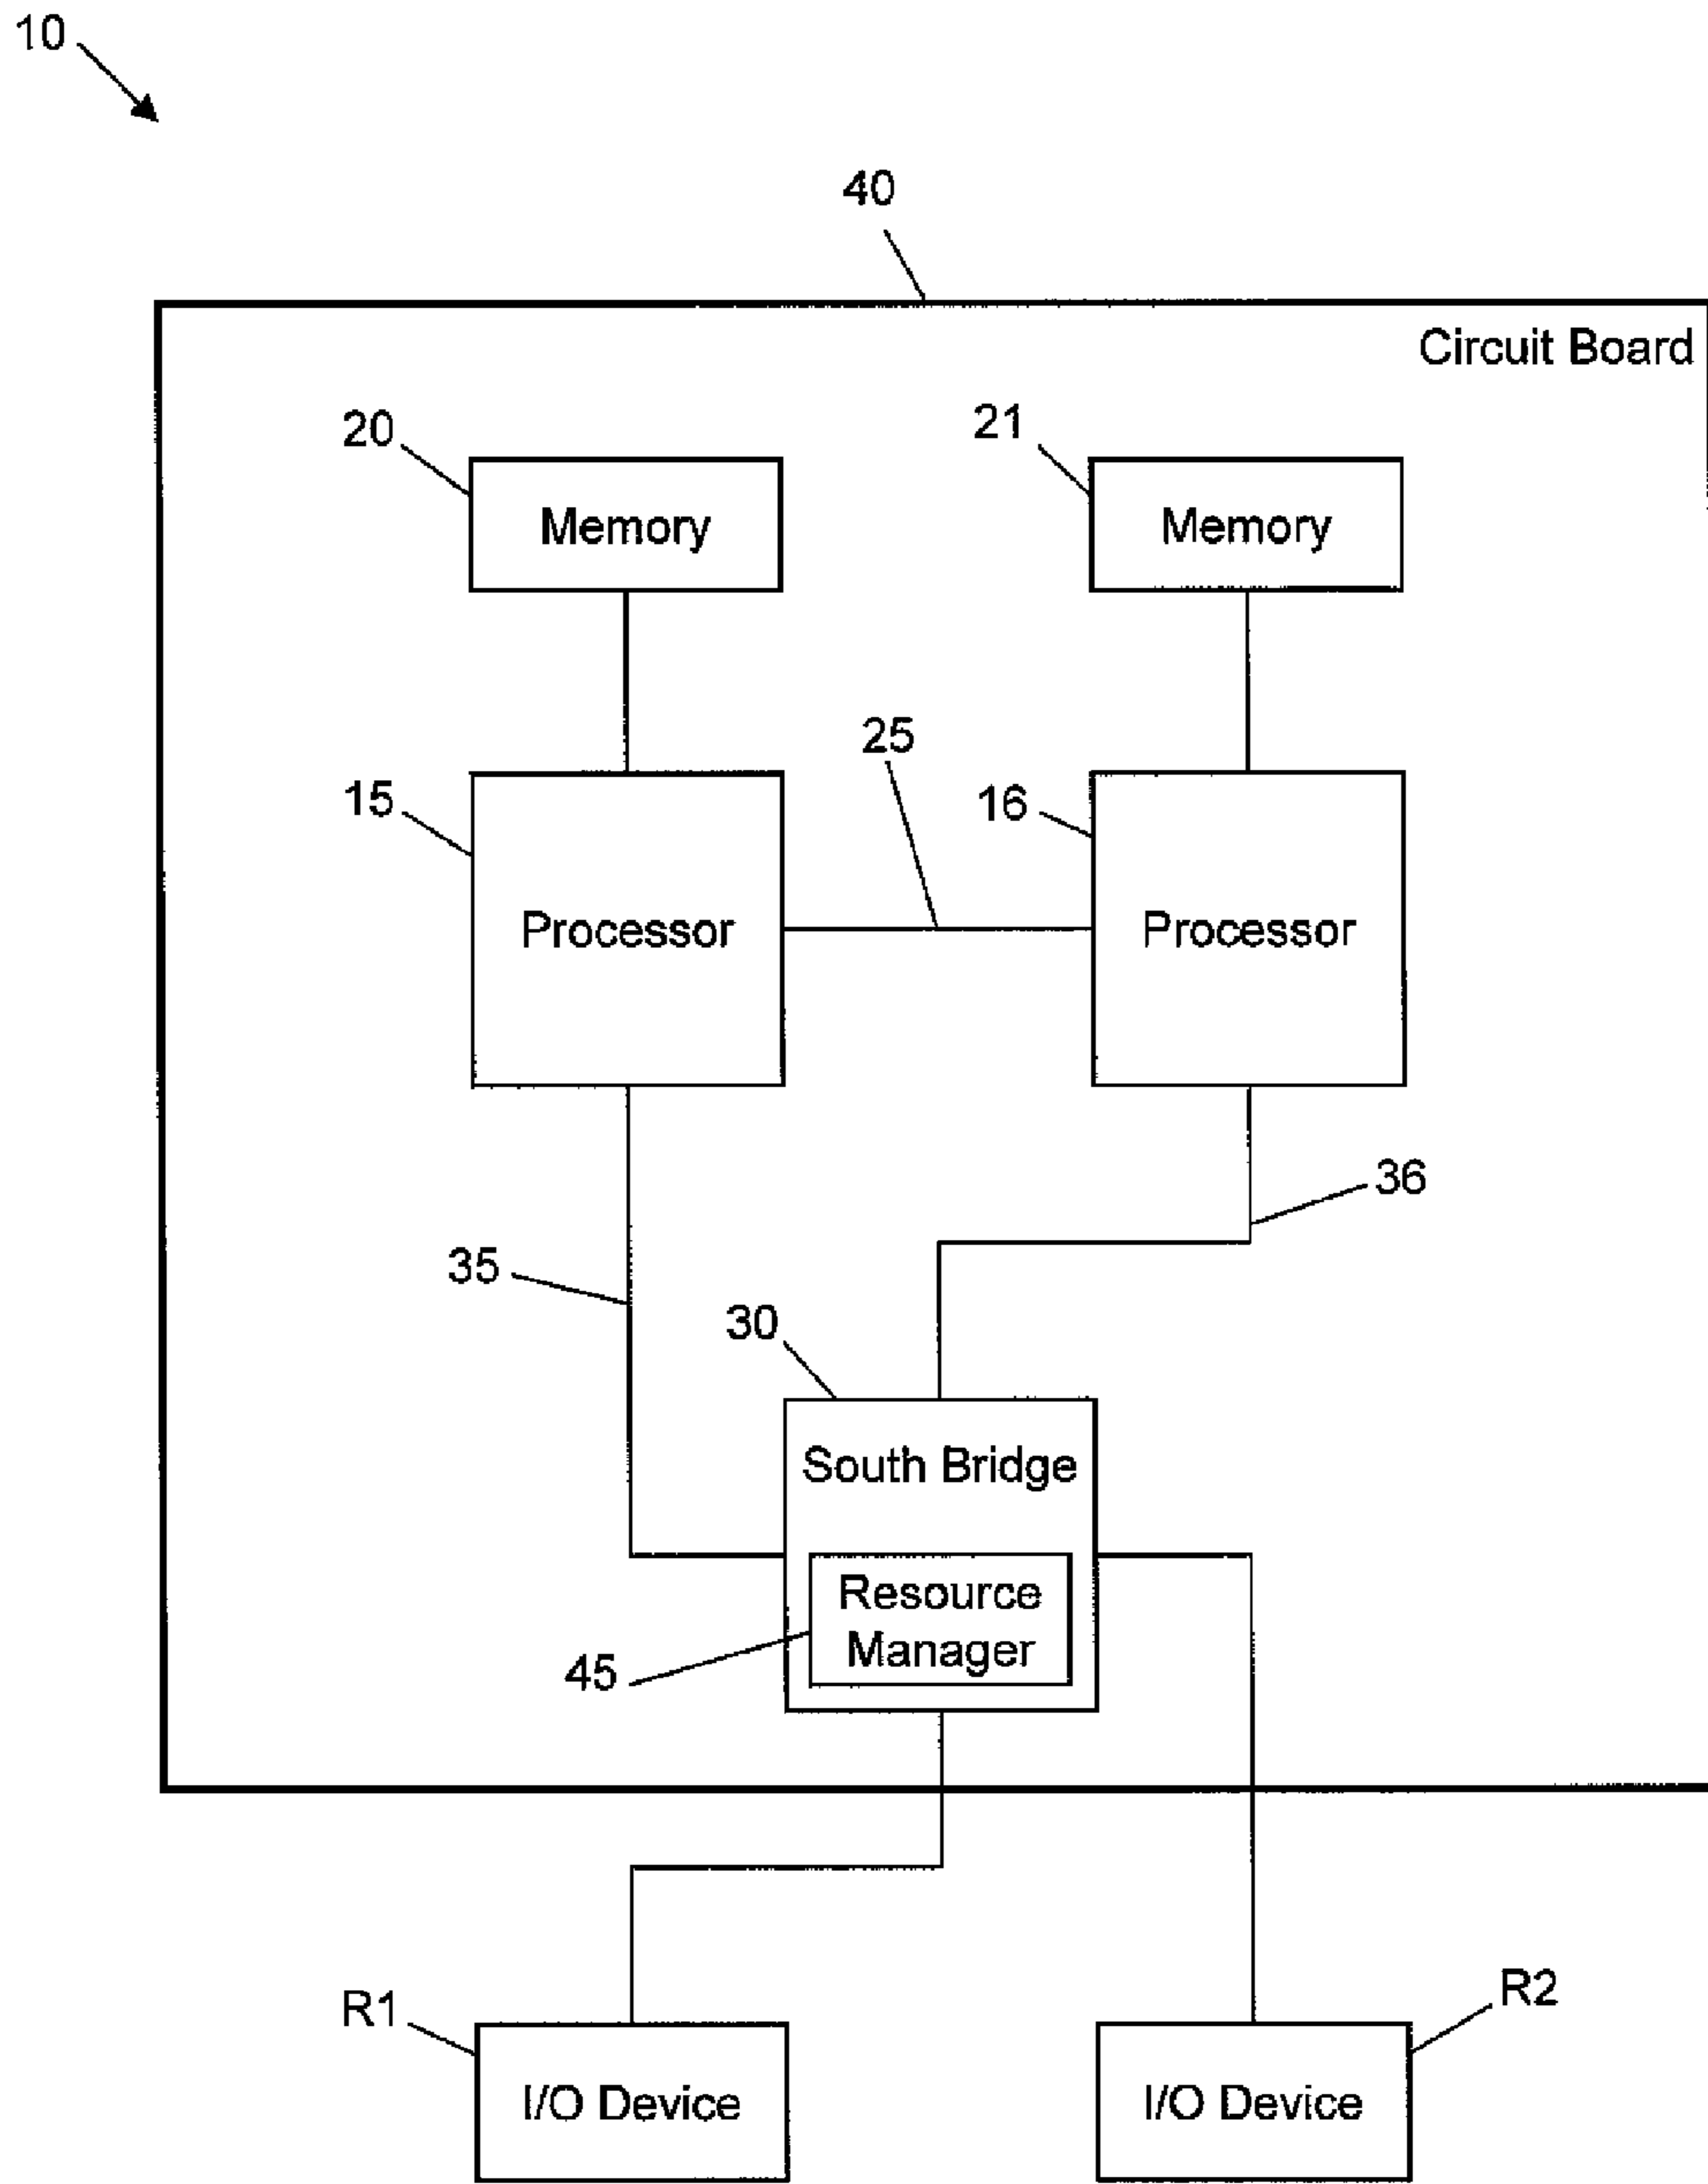 10
40
Circuit Board
20
21
Memory
Memory
25
15
16
Processor
Processor
36
35
30
South Bridge
Resource
Manager
45
R1
R2
I/O Device
I/O Device